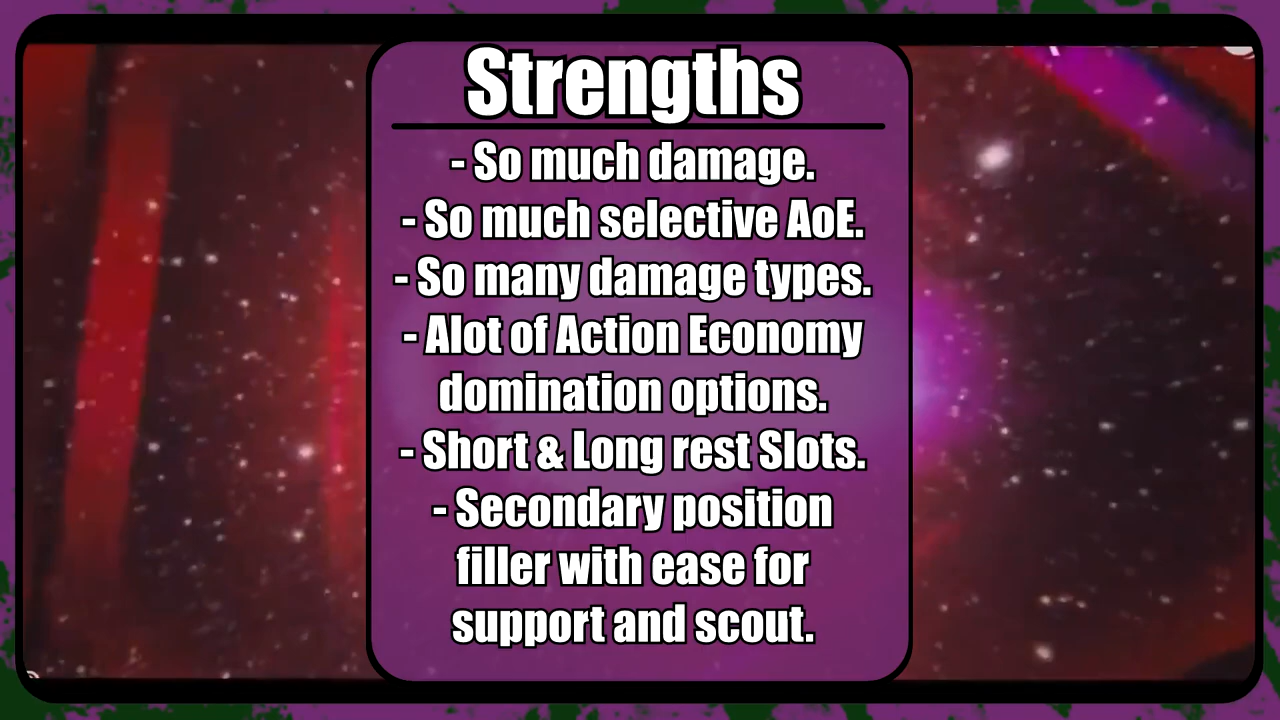 Strengths
- So much damage.
- So much selective AoE.
- So many damage types.
- Alot of Action Economy
domination options.
- Short & Long rest Slots.
- Secondary position
filler with ease for
support and scout.